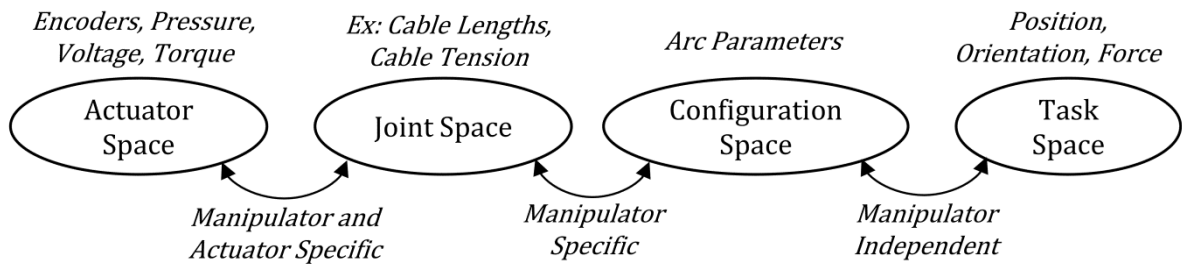 Encoders, Pressure,
Voltage, Torque
Ex: Cable Lengths,
Cable Tension
Arc Parameters
Position,
Orientation, Force
Actuator
Space
Joint Space
Configuration
Space
Task
Space
Manipulator and
Actuator Specific
Manipulator
Specific
Manipulator
Independent